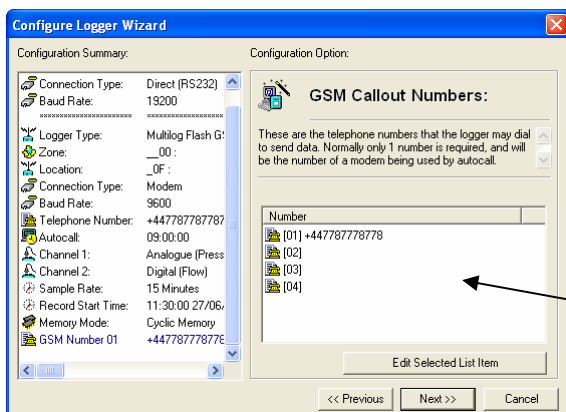 Configure Logger Wizard
Configuration Summary:
Connection Type: Direct (RS232)
Baud Rate: 19200
xxxxxxxxxxxxxxxxxxxxxxx xxxxxxxxxxxxxxxxxxx
Logger Type: Multilog Flash G
Zone: __00 :
Location: _0F :
Connection Type: Modem
Baud Rate: 9600
Telephone Number: +447787787787
Autocall: 09:00:00
Channel 1: Analogue (Press
Channel 2: Digital (Flow)
Sample Rate: 15 Minutes
Record Start Time: 11:30:00 27/06
Memory Mode: Cyclic Memory
GSM Number 01 +447787778778
Configuration Option:
GSM Callout Numbers:
These are the telephone numbers that the logger may dial
to send data. Normally only 1 number is required, and will
be the number of a modem being used by autocall.
Number
[01] +447787778778
[02]
[03]
[04]
Edit Selected List Item
<< Previous Next >> Cancel